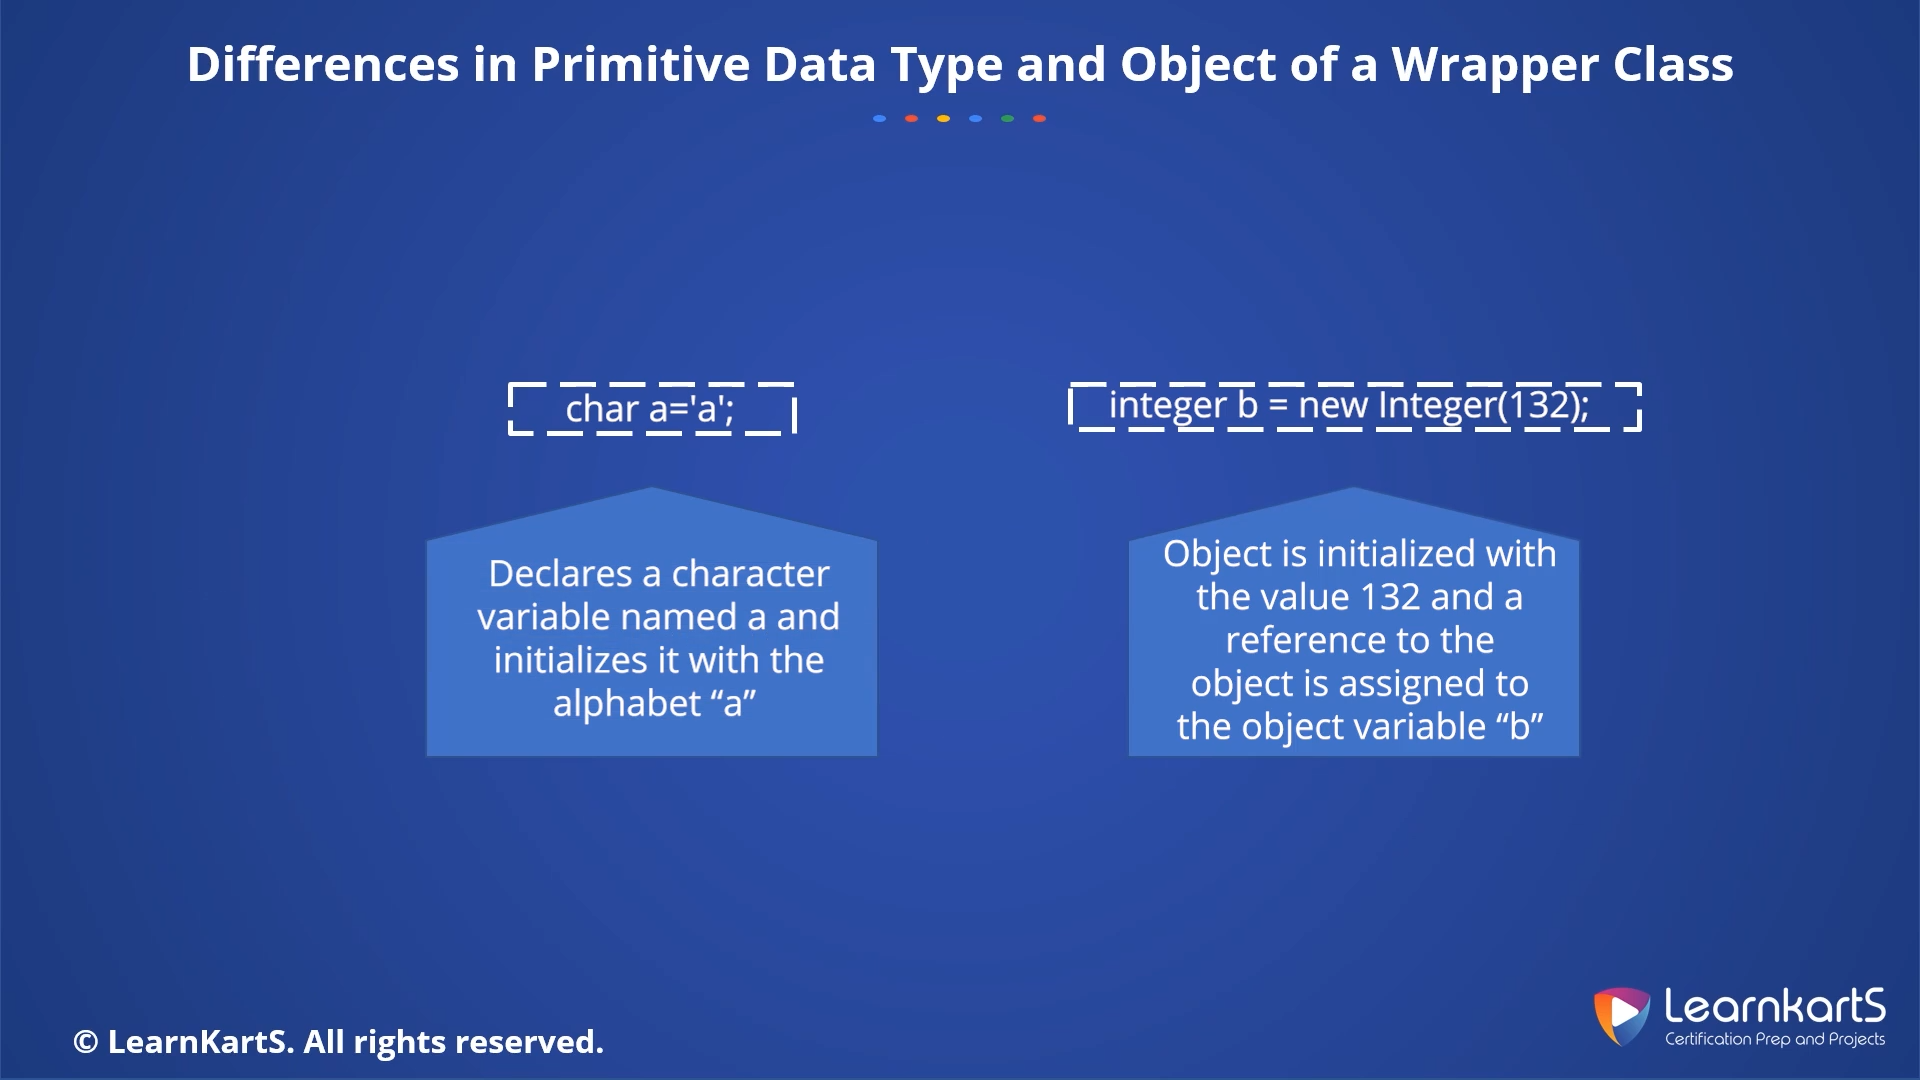 Differences in Primitive Data Type and Object of a Wrapper Class
char a='a';
integer b = new Integer(132);
Declares a character
variable named a and
initializes it with the
alphabet “a”
Object is initialized with
the value 132 and a
reference to the
object is assigned to
the object variable “b”
© LearnKartS. All rights reserved.
LearnkartS
Certification Prep and Projects